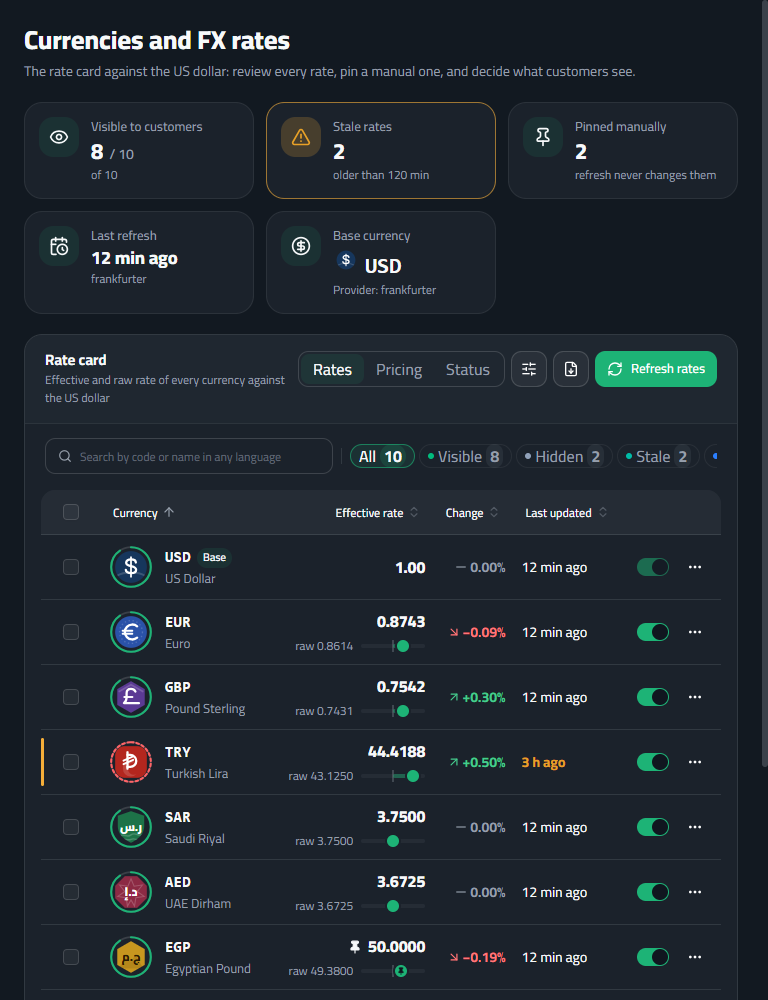 Currencies and FX rates
The rate card against the US dollar: review every rate, pin a manual one, and decide what customers see.
Visible to customers
8 / 10
of 10
Stale rates
2
older than 120 min
Pinned manually
2
refresh never changes them
Last refresh
12 min ago
frankfurter
Base currency
$ USD
Provider: frankfurter
Rate card
Effective and raw rate of every currency against
the US dollar
Rates Pricing Status
Refresh rates
Search by code or name in any language
All 10 Visible 8 Hidden 2 Stale 2
Currency Effective rate Change Last updated
$ USD Base 1.00 0.00% 12 min ago
US Dollar
€ EUR 0.8743 −0.09% 12 min ago
Euro raw 0.8614
£ GBP 0.7542 +0.30% 12 min ago
Pound Sterling raw 0.7431
₺ TRY 44.4188 +0.50% 3 h ago
Turkish Lira raw 43.1250
ر.س SAR 3.7500 0.00% 12 min ago
Saudi Riyal raw 3.7500
د.إ AED 3.6725 0.00% 12 min ago
UAE Dirham raw 3.6725
ج.م EGP 50.0000 −0.19% 12 min ago
Egyptian Pound raw 49.3800